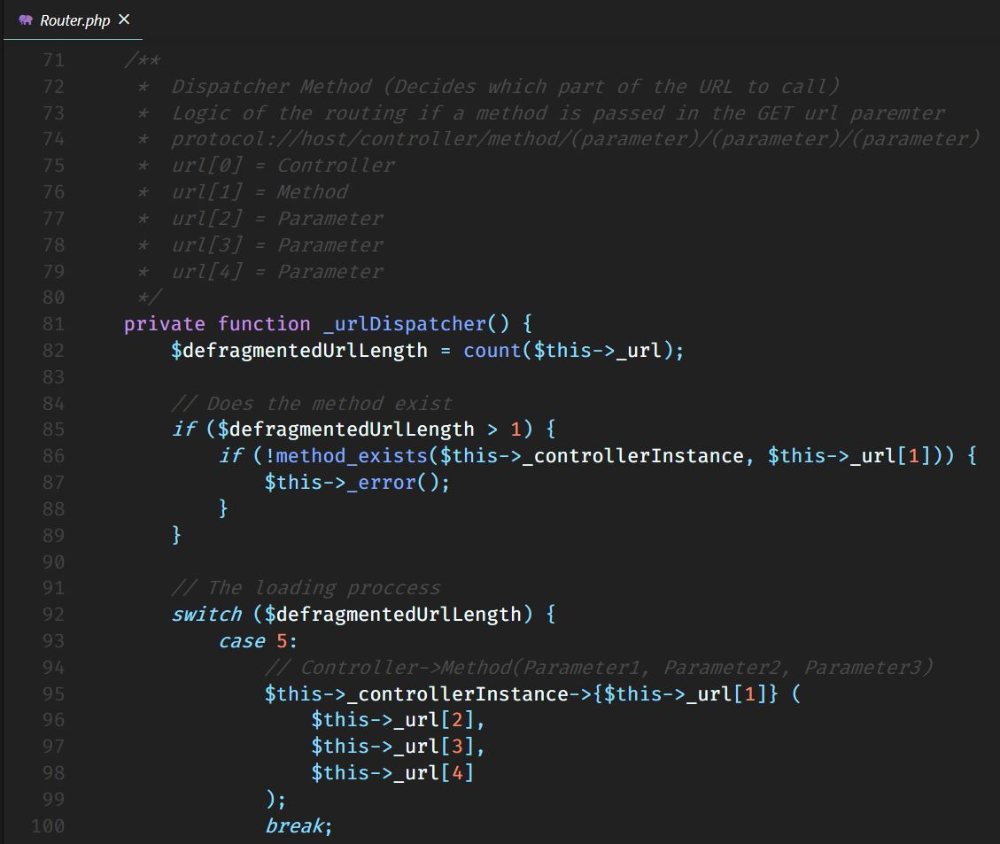 Router.php ×
71 /**
72 * Dispatcher Method (Decides which part of the URL to call)
73 * Logic of the routing if a method is passed in the GET url paremter
74 * protocol://host/controller/method/(parameter)/(parameter)/(parameter)
75 * url[0] = Controller
76 * url[1] = Method
77 * url[2] = Parameter
78 * url[3] = Parameter
79 * url[4] = Parameter
80 */
81 private function _urlDispatcher() {
82 $defragmentedUrlLength = count($this->_url);
83
84 // Does the method exist
85 if ($defragmentedUrlLength > 1) {
86 if (!method_exists($this->_controllerInstance, $this->_url[1])) {
87 $this->_error();
88 }
89 }
90
91 // The loading proccess
92 switch ($defragmentedUrlLength) {
93 case 5:
94 // Controller->Method(Parameter1, Parameter2, Parameter3)
95 $this->_controllerInstance->{$this->_url[1]} (
96 $this->_url[2],
97 $this->_url[3],
98 $this->_url[4]
99 );
100 break;